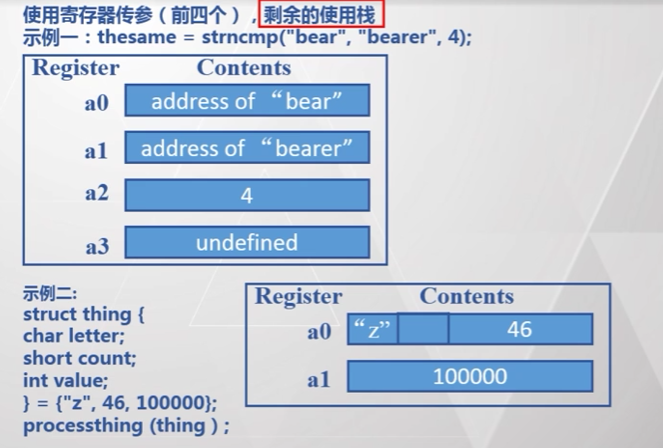 使用寄存器传参（前四个），剩余的使用栈
示例一：thesame = strncmp("bear", "bearer", 4);
Register Contents
a0 address of “bear”
a1 address of “bearer”
a2 4
a3 undefined
示例二:
struct thing {
char letter;
short count;
int value;
} = {"z", 46, 100000};
processthing (thing ) ;
Register Contents
a0 “z” 46
a1 100000